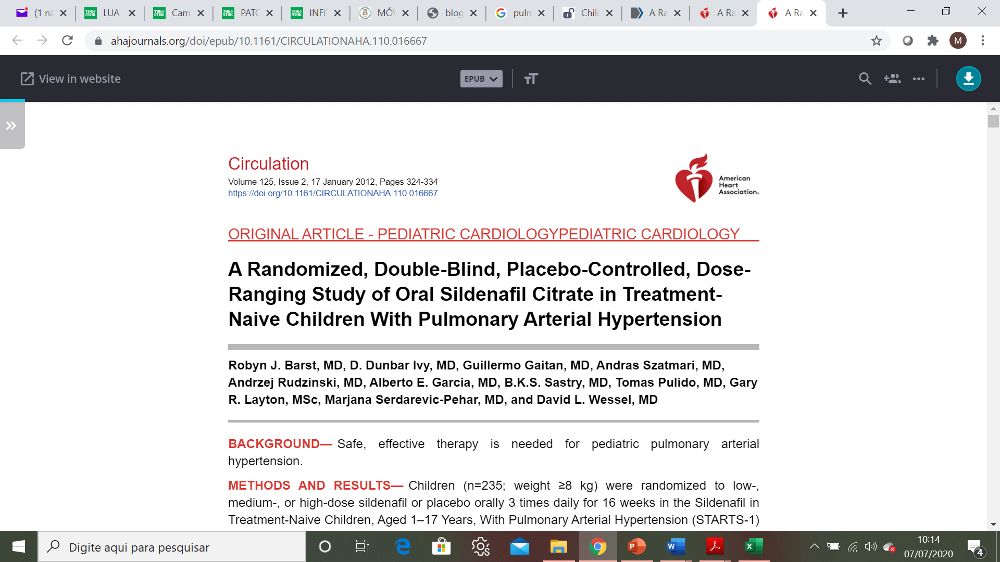 (1 nã
LUA
Cam
PATC
INFI
MÓV
blog
pulm
Chilc
A Ra
A Ra
A Ra
ahajournals.org/doi/epub/10.1161/CIRCULATIONAHA.110.016667
M
View in website
EPUB
Circulation
Volume 125, Issue 2, 17 January 2012, Pages 324-334
https://doi.org/10.1161/CIRCULATIONAHA.110.016667
American
Heart
Association.
ORIGINAL ARTICLE - PEDIATRIC CARDIOLOGYPEDIATRIC CARDIOLOGY
A Randomized, Double-Blind, Placebo-Controlled, Dose-
Ranging Study of Oral Sildenafil Citrate in Treatment-
Naive Children With Pulmonary Arterial Hypertension
Robyn J. Barst, MD, D. Dunbar Ivy, MD, Guillermo Gaitan, MD, Andras Szatmari, MD,
Andrzej Rudzinski, MD, Alberto E. Garcia, MD, B.K.S. Sastry, MD, Tomas Pulido, MD, Gary
R. Layton, MSc, Marjana Serdarevic-Pehar, MD, and David L. Wessel, MD
BACKGROUND— Safe, effective therapy is needed for pediatric pulmonary arterial
hypertension.
METHODS AND RESULTS— Children (n=235; weight ≥8 kg) were randomized to low-,
medium-, or high-dose sildenafil or placebo orally 3 times daily for 16 weeks in the Sildenafil in
Treatment-Naive Children, Aged 1–17 Years, With Pulmonary Arterial Hypertension (STARTS-1)
Digite aqui para pesquisar
10:14
07/07/2020
4